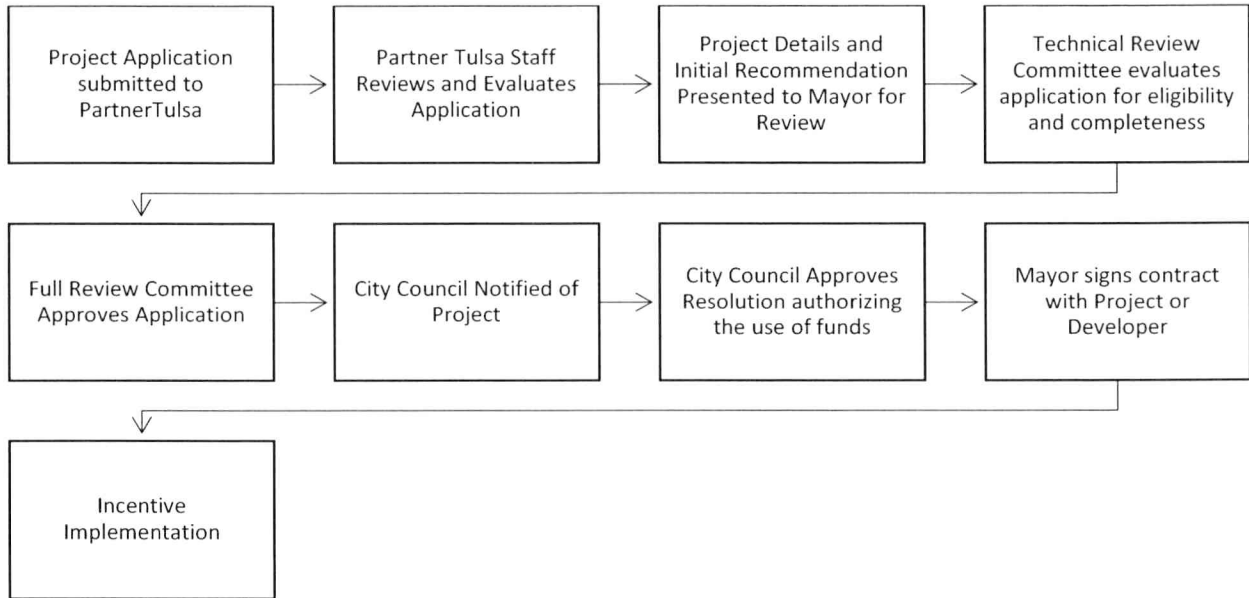 Project Application
submitted to
PartnerTulsa
Partner Tulsa Staff
Reviews and Evaluates
Application
Project Details and
Initial Recommendation
Presented to Mayor for
Review
Technical Review
Committee evaluates
application for eligibility
and completeness
Full Review Committee
Approves Application
City Council Notified of
Project
City Council Approves
Resolution authorizing
the use of funds
Mayor signs contract
with Project or
Developer
Incentive
Implementation